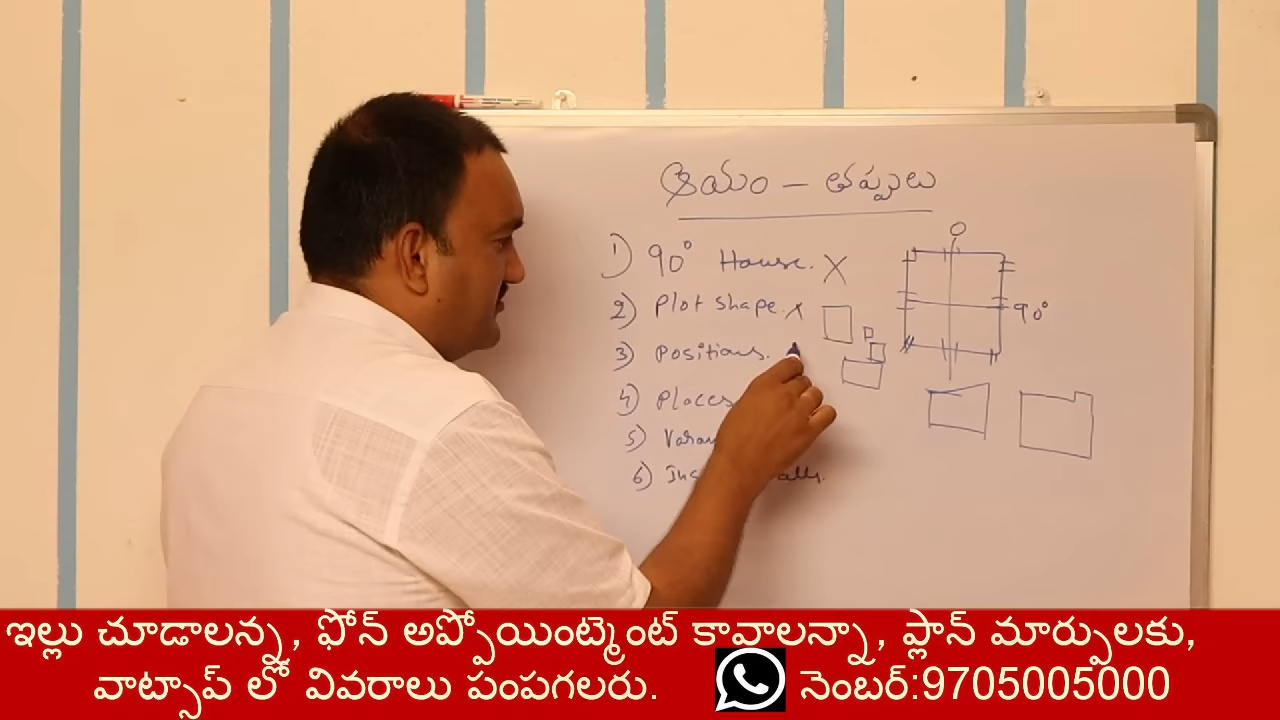 ఆయం - తప్పులు
1) 90° House. X
2) Plot shape. X
3) Positions.
4) Places
5)
6)
90°
ఇల్లు చూడాలన్న, ఫోన్ అప్పోయింట్మెంట్ కావాలన్నా, ప్లాన్ మార్పులకు,
వాట్సాప్ లో వివరాలు పంపగలరు. నెంబర్:9705005000